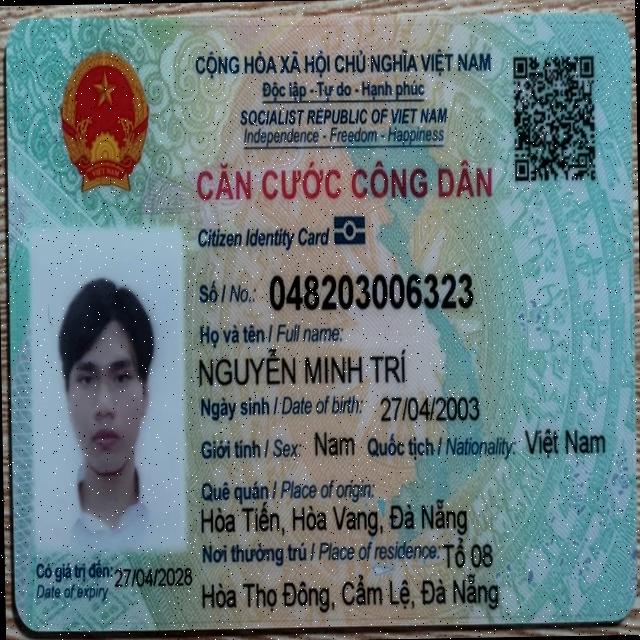 CỘNG HÒA XÃ HỘI CHỦ NGHĨA VIỆT NAM
Độc lập - Tự do - Hạnh phúc
SOCIALIST REPUBLIC OF VIET NAM
Independence - Freedom - Happiness
CĂN CƯỚC CÔNG DÂN
Citizen Identity Card
Số / No.: 048203006323
Họ và tên / Full name:
NGUYỄN MINH TRÍ
Ngày sinh / Date of birth: 27/04/2003
Giới tính / Sex: Nam Quốc tịch / Nationality: Việt Nam
Quê quán / Place of origin:
Hòa Tiến, Hòa Vang, Đà Nẵng
Nơi thường trú / Place of residence: Tổ 08
Hòa Thọ Đông, Cẩm Lệ, Đà Nẵng
Có giá trị đến: 27/04/2028
Date of expiry